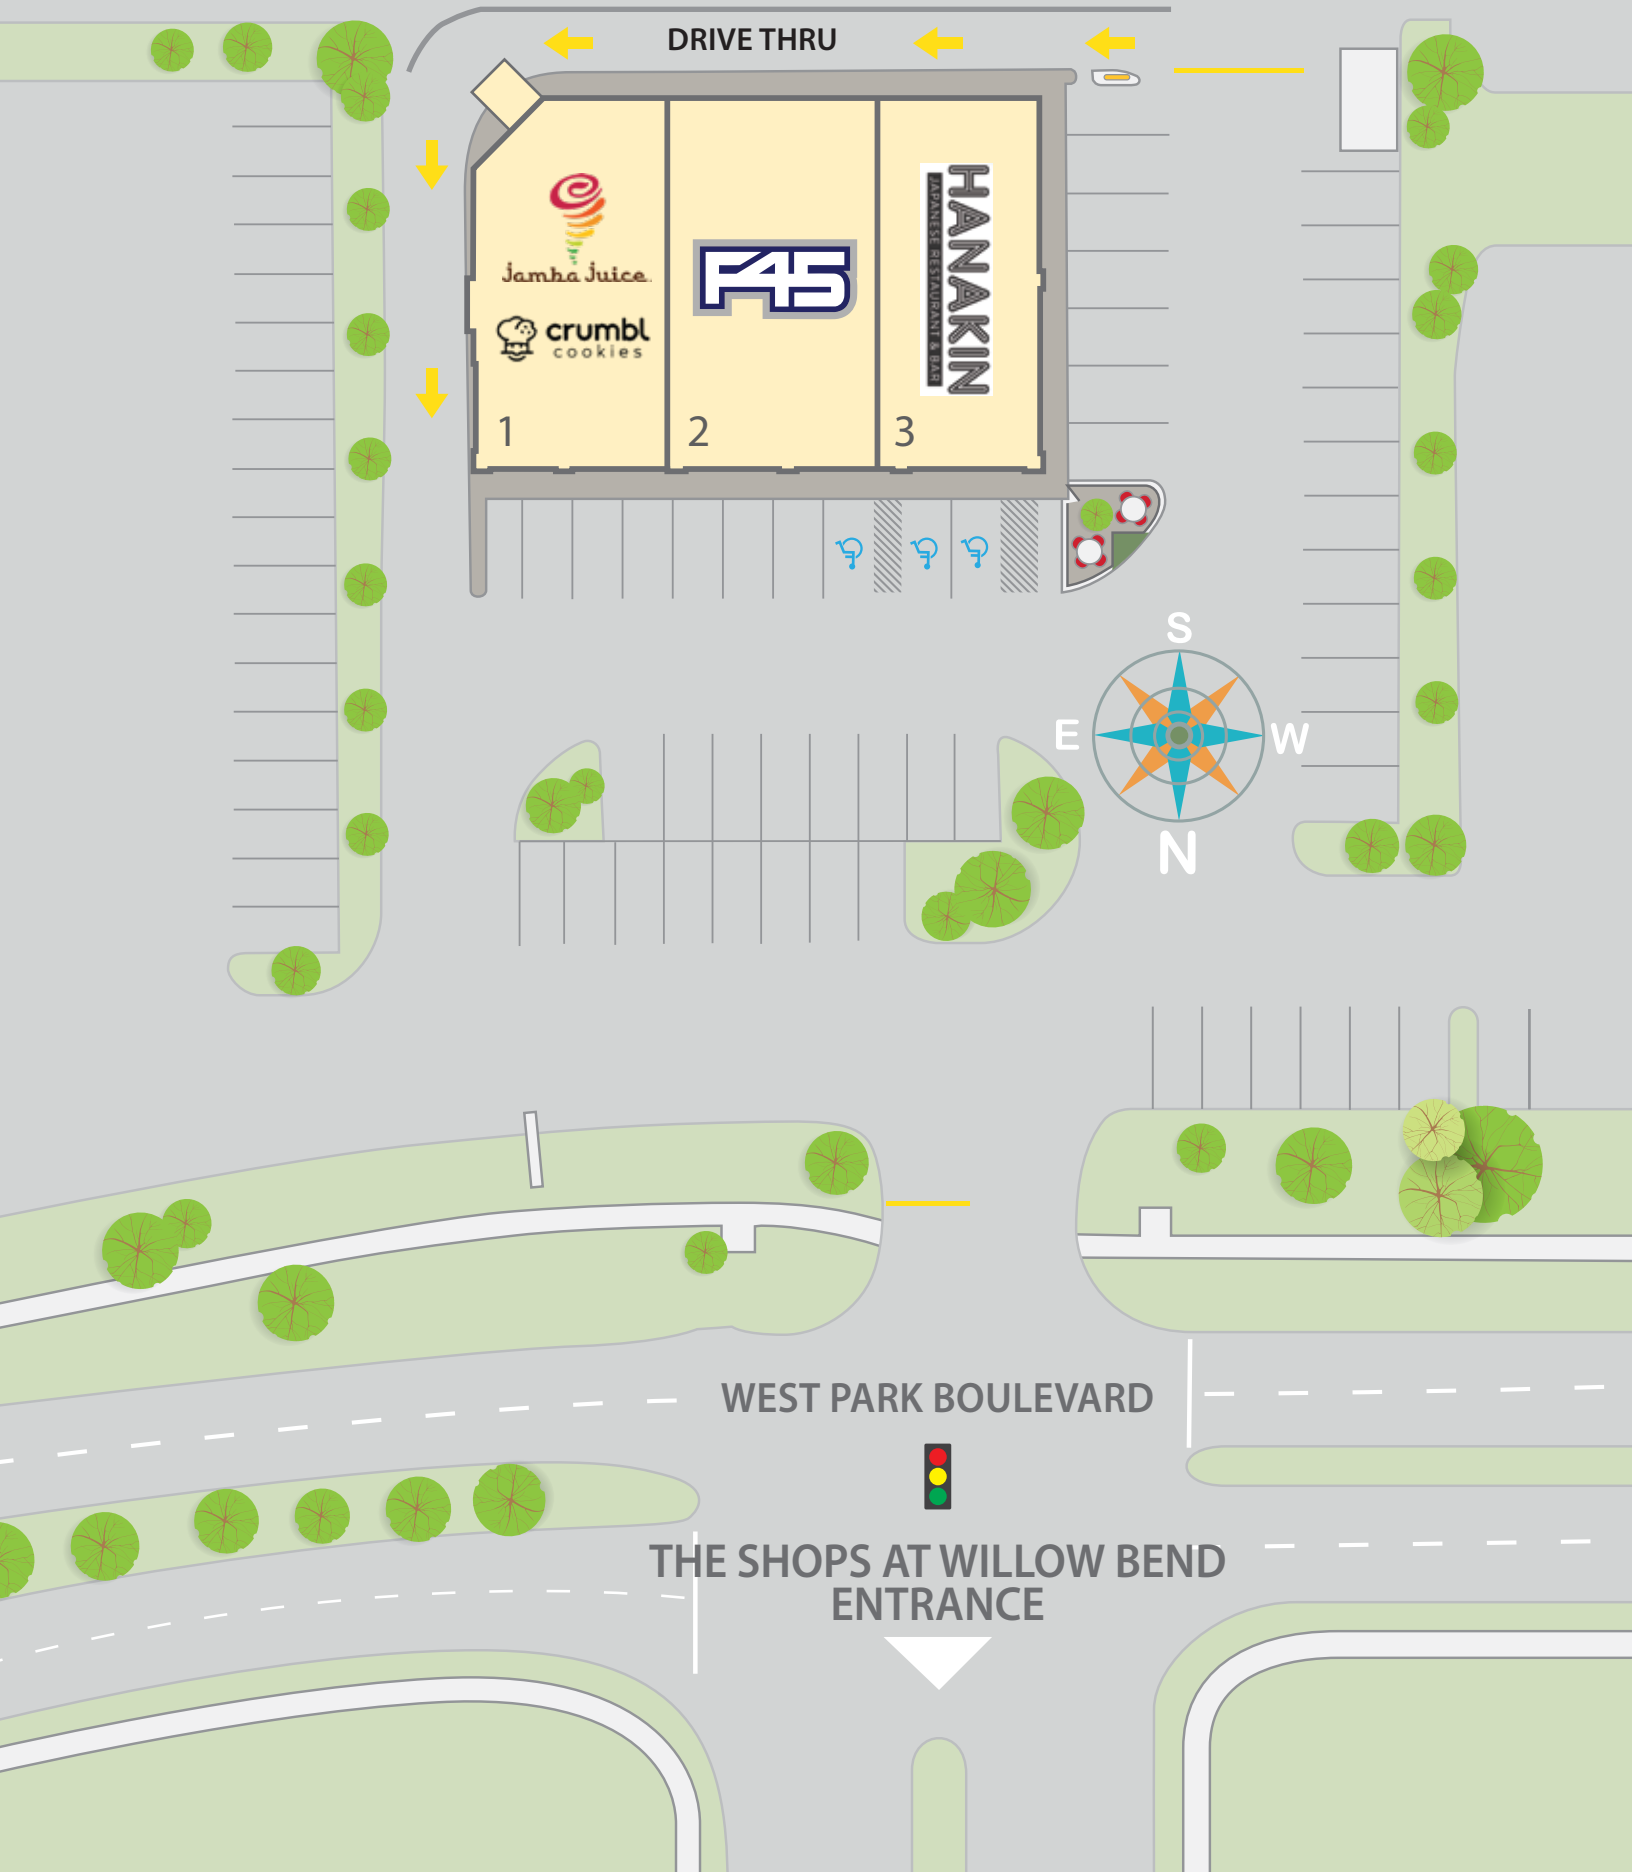 DRIVE THRU
Jamba Juice
crumbl
cookies
1
F45
2
HANAKIN
JAPANESE RESTAURANT & BAR
3
S
E
W
N
WEST PARK BOULEVARD
THE SHOPS AT WILLOW BEND
ENTRANCE